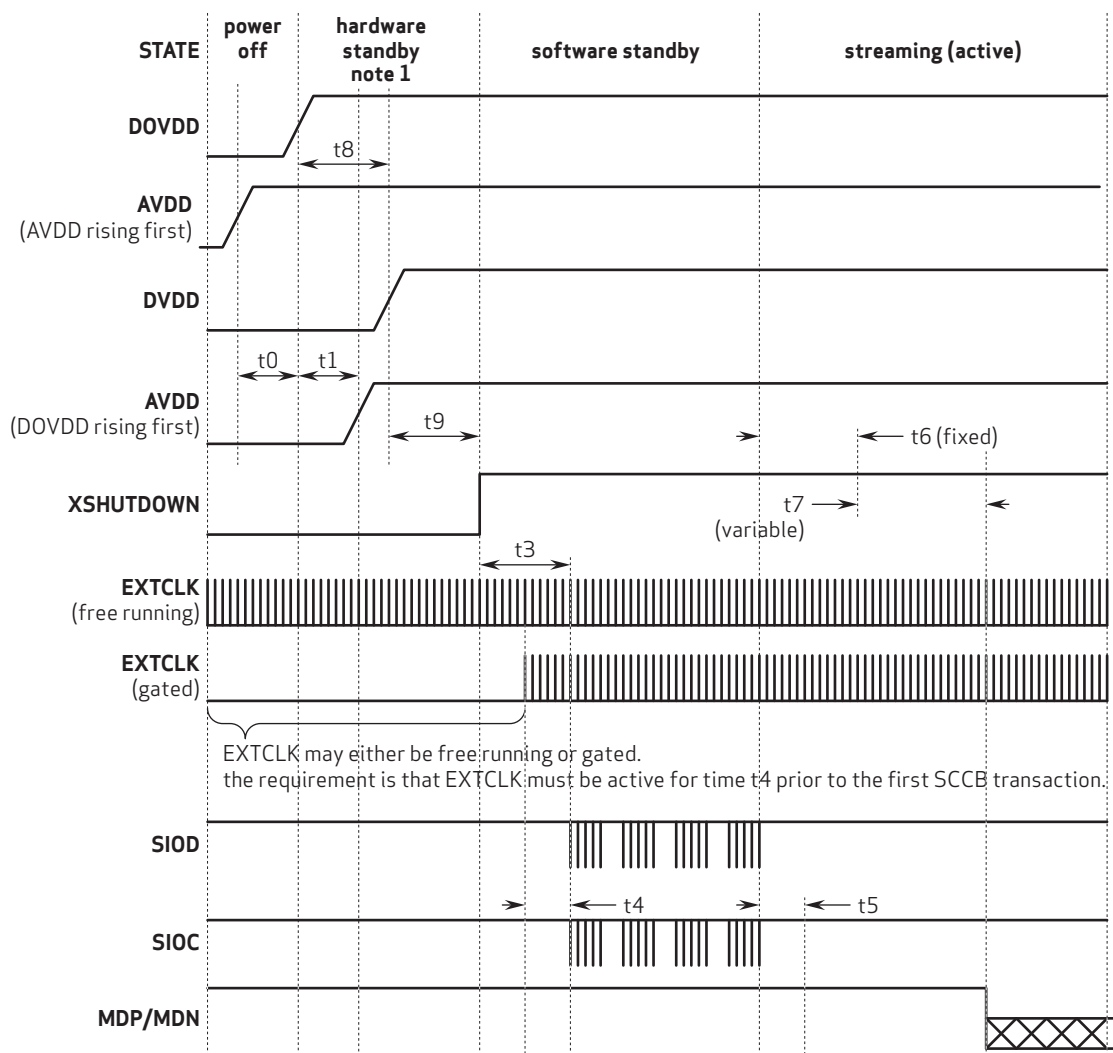 STATE
power
off
hardware
standby
note 1
software standby
streaming (active)
DOVDD
t8
AVDD
(AVDD rising first)
DVDD
t0
t1
AVDD
(DOVDD rising first)
t9
t6 (fixed)
XSHUTDOWN
t7
(variable)
t3
EXTCLK
(free running)
EXTCLK
(gated)
EXTCLK may either be free running or gated.
the requirement is that EXTCLK must be active for time t4 prior to the first SCCB transaction.
SIOD
t4
t5
SIOC
MDP/MDN